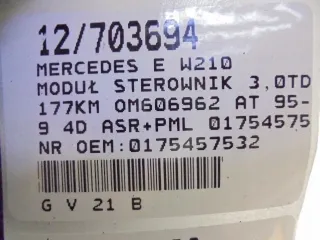 12/703694
MERCEDES E W210
MODUŁ STEROWNIK 3,0TD
177KM OM606962 AT 95-
9 4D ASR+PML 01754575
NR OEM:0175457532
G V 21 B